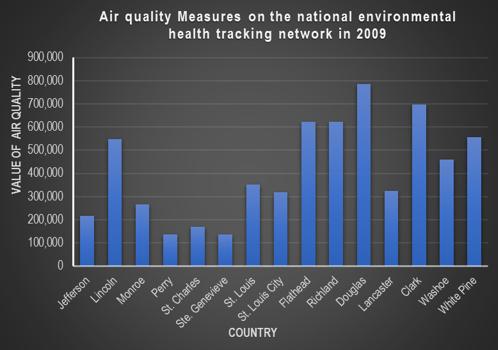 Air quality Measures on the national environmental
health tracking network in 2009
900,000
800,000
700,000
600,000
500,000
400,000
300,000
200,000
100,000
0
VALUE OF AIR QUALITY
Jefferson
Lincoln
Monroe
Perry
St. Charles
Ste. Genevieve
St. Louis
St. Louis City
Flathead
Richland
Douglas
Lancaster
Clark
Washoe
White Pine
COUNTRY